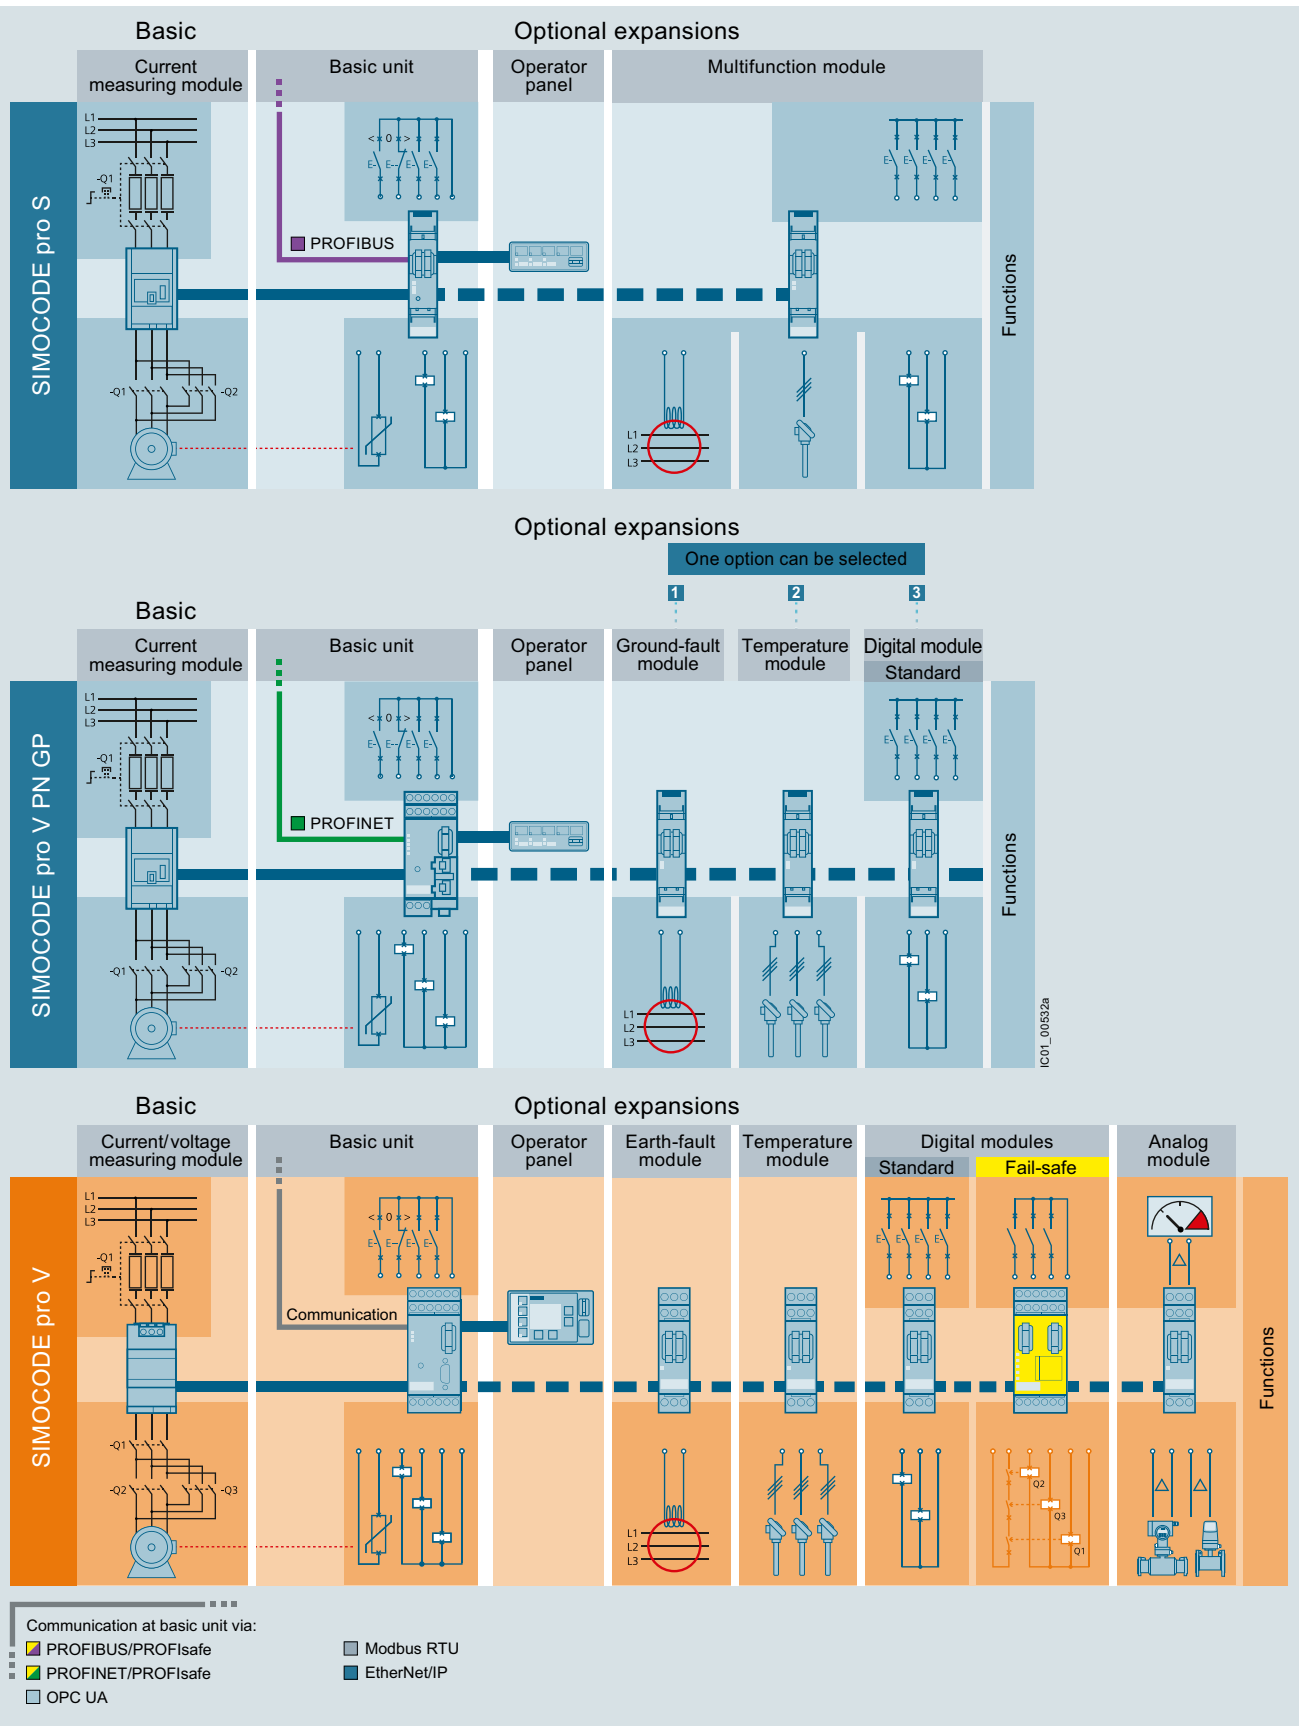 Basic
Optional expansions
Current
measuring module
Basic unit
Operator
panel
Multifunction module
SIMOCODE pro S
L1
L2
L3
-Q1
< 0 >
E- E-- E- E-
E- E- E- E-
PROFIBUS
Functions
-Q1
-Q2
L1
L2
L3
Optional expansions
One option can be selected
1
2
3
Basic
Current
measuring module
Basic unit
Operator
panel
Ground-fault
module
Temperature
module
Digital module
Standard
SIMOCODE pro V PN GP
L1
L2
L3
-Q1
< 0 >
E- E-- E- E-
E- E- E- E-
PROFINET
Functions
-Q1
-Q2
L1
L2
L3
IC01_00532a
Basic
Optional expansions
Current/voltage
measuring module
Basic unit
Operator
panel
Earth-fault
module
Temperature
module
Digital modules
Standard
Fail-safe
Analog
module
SIMOCODE pro V
L1
L2
L3
-Q1
< 0 >
E- E-- E- E-
E- E- E- E-
Communication
Functions
-Q1
-Q2
-Q3
L1
L2
L3
Q2
Q3
Q1
Communication at basic unit via:
PROFIBUS/PROFIsafe
PROFINET/PROFIsafe
OPC UA
Modbus RTU
EtherNet/IP